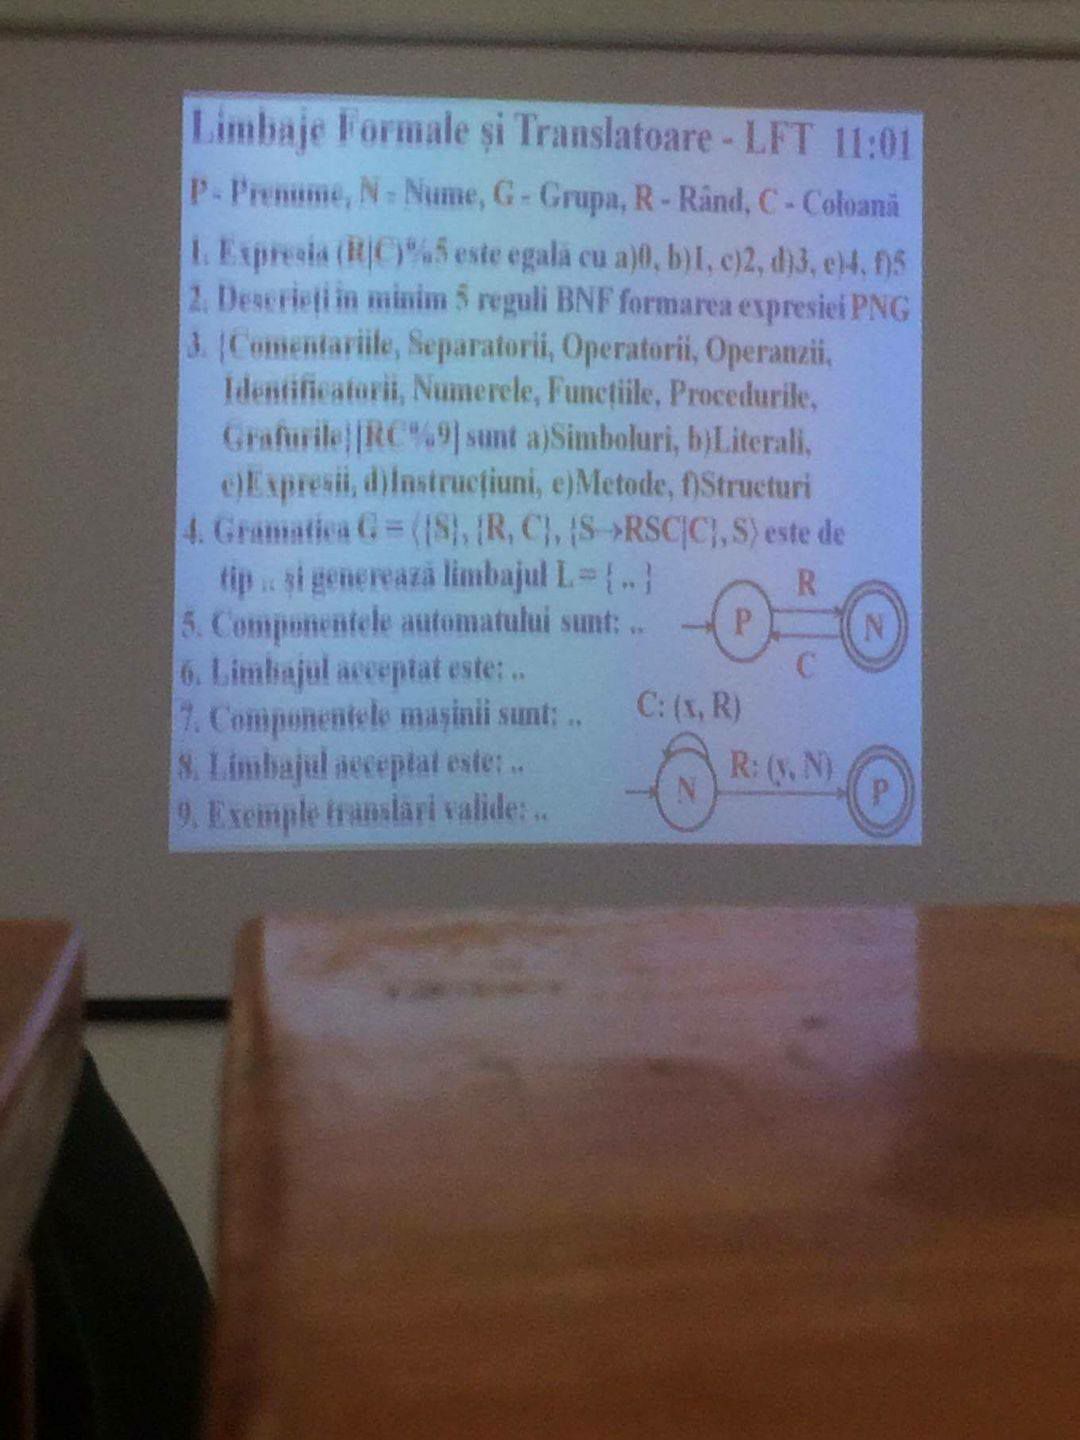 Limbaje Formale și Translatoare - LFT 11:01
P - Prenume, N - Nume, G - Grupa, R - Rând, C - Coloană
1. Expresia (R|C)%5 este egală cu a)0, b)1, c)2, d)3, e)4, f)5
2. Descrieți în minim 5 reguli BNF formarea expresiei PNG
3. {Comentariile, Separatorii, Operatorii, Operanzii,
Identificatorii, Numerele, Funcțiile, Procedurile,
Grafurile}[RC%9] sunt a)Simboluri, b)Literali,
c)Expresii, d)Instrucțiuni, e)Metode, f)Structuri
4. Gramatica G = ⟨{S}, {R, C}, {S→RSC|C}, S⟩ este de
tip .. și generează limbajul L = { .. }
5. Componentele automatului sunt: ..
P R N C
6. Limbajul acceptat este: ..
7. Componentele mașinii sunt: ..
C: (x, R)
8. Limbajul acceptat este: ..
N R: (y, N) P
9. Exemple translări valide: ..